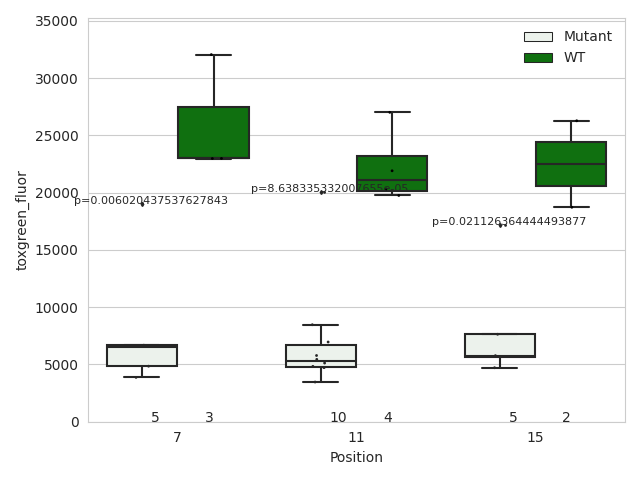 35000
Mutant
WT
30000
25000
20000
15000
10000
5000
0
toxgreen_fluor
p=0.006020437537627843
p=8.638335332007655e-05
p=0.021126364444493877
5 3 10 4 5 2
7 11 15
Position